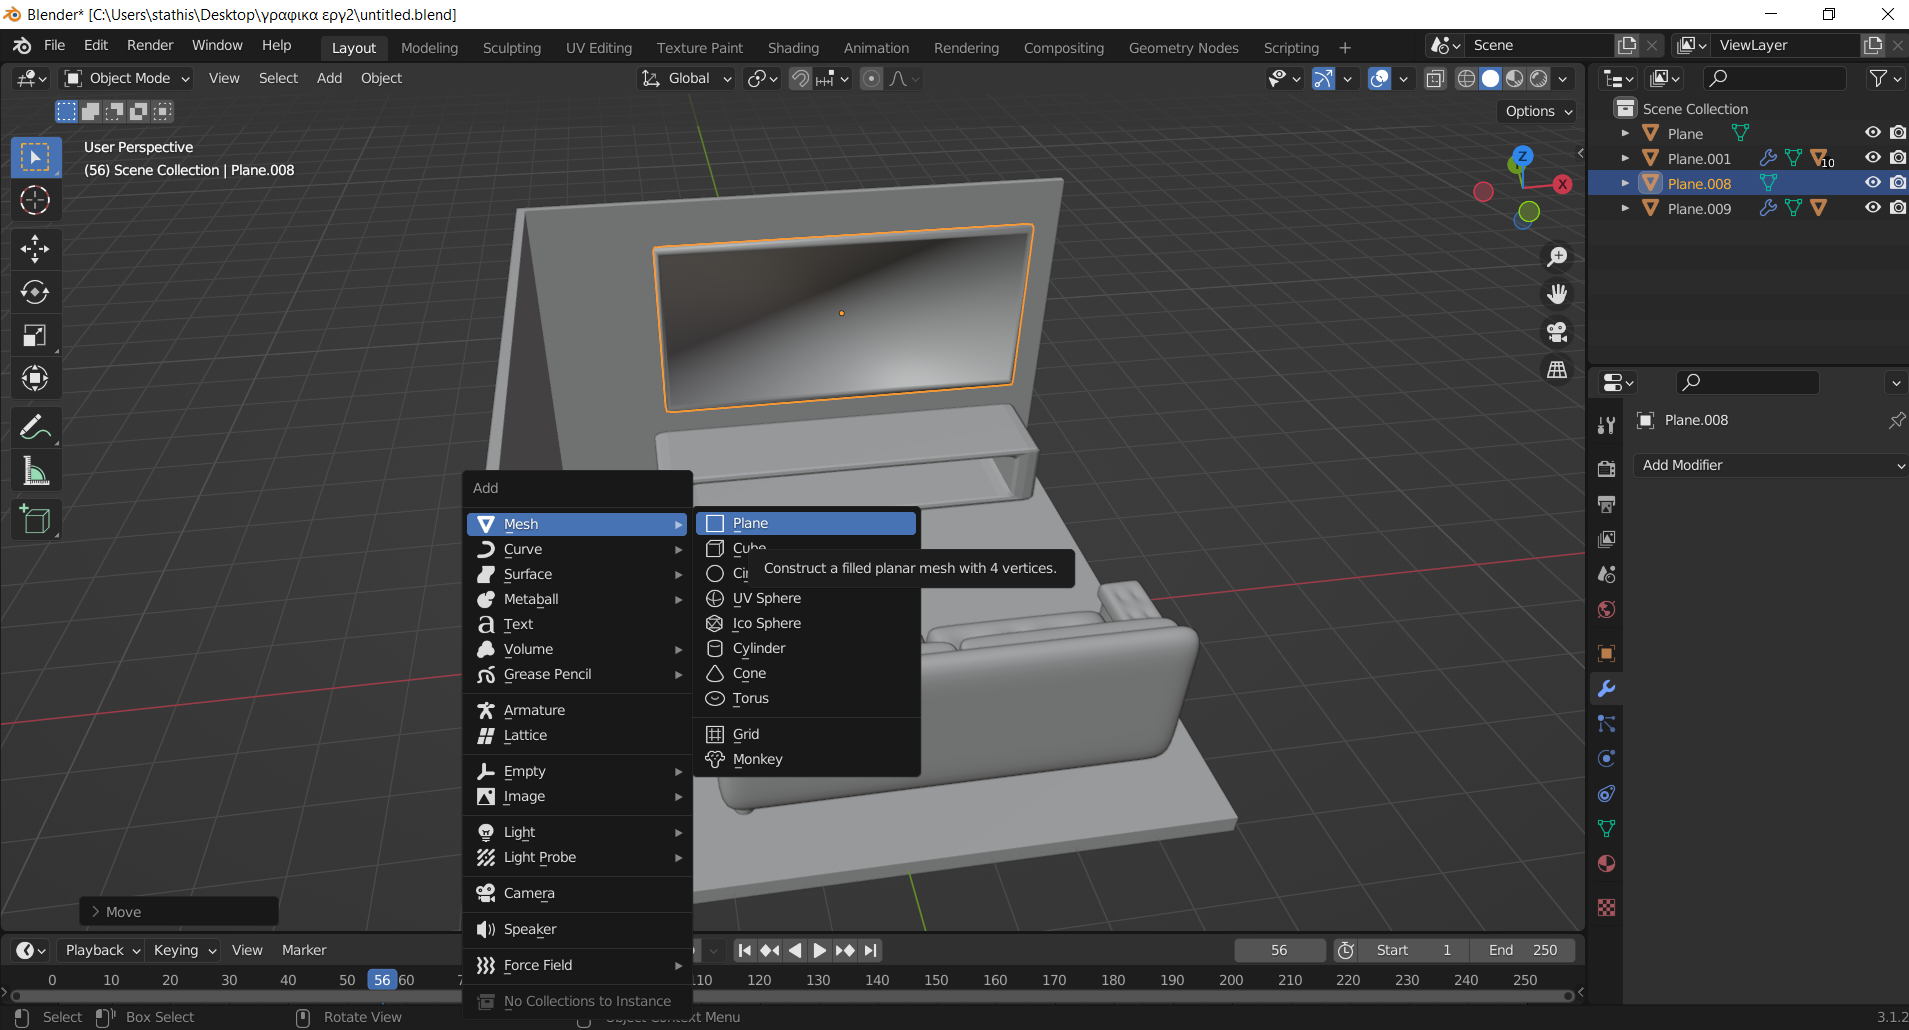 Blender* [C:\Users\stathis\Desktop\γραφικα εργ2\untitled.blend]
File Edit Render Window Help Layout Modeling Sculpting UV Editing Texture Paint Shading Animation Rendering Compositing Geometry Nodes Scripting + Scene ViewLayer
Object Mode View Select Add Object Global
Options
User Perspective
(56) Scene Collection | Plane.008
Z
X
Scene Collection
Plane
Plane.001 10
Plane.008
Plane.009
Plane.008
Add Modifier
Add
Mesh
Curve
Surface
Metaball
Text
Volume
Grease Pencil
Armature
Lattice
Empty
Image
Light
Light Probe
Camera
Speaker
Force Field
No Collections to Instance
Plane
Cube
Construct a filled planar mesh with 4 vertices.
UV Sphere
Ico Sphere
Cylinder
Cone
Torus
Grid
Monkey
Move
Playback Keying View Marker 56 Start 1 End 250
0 10 20 30 40 50 56 60 110 120 130 140 150 160 170 180 190 200 210 220 230 240 250
Select Box Select Rotate View Object Context Menu 3.1.2